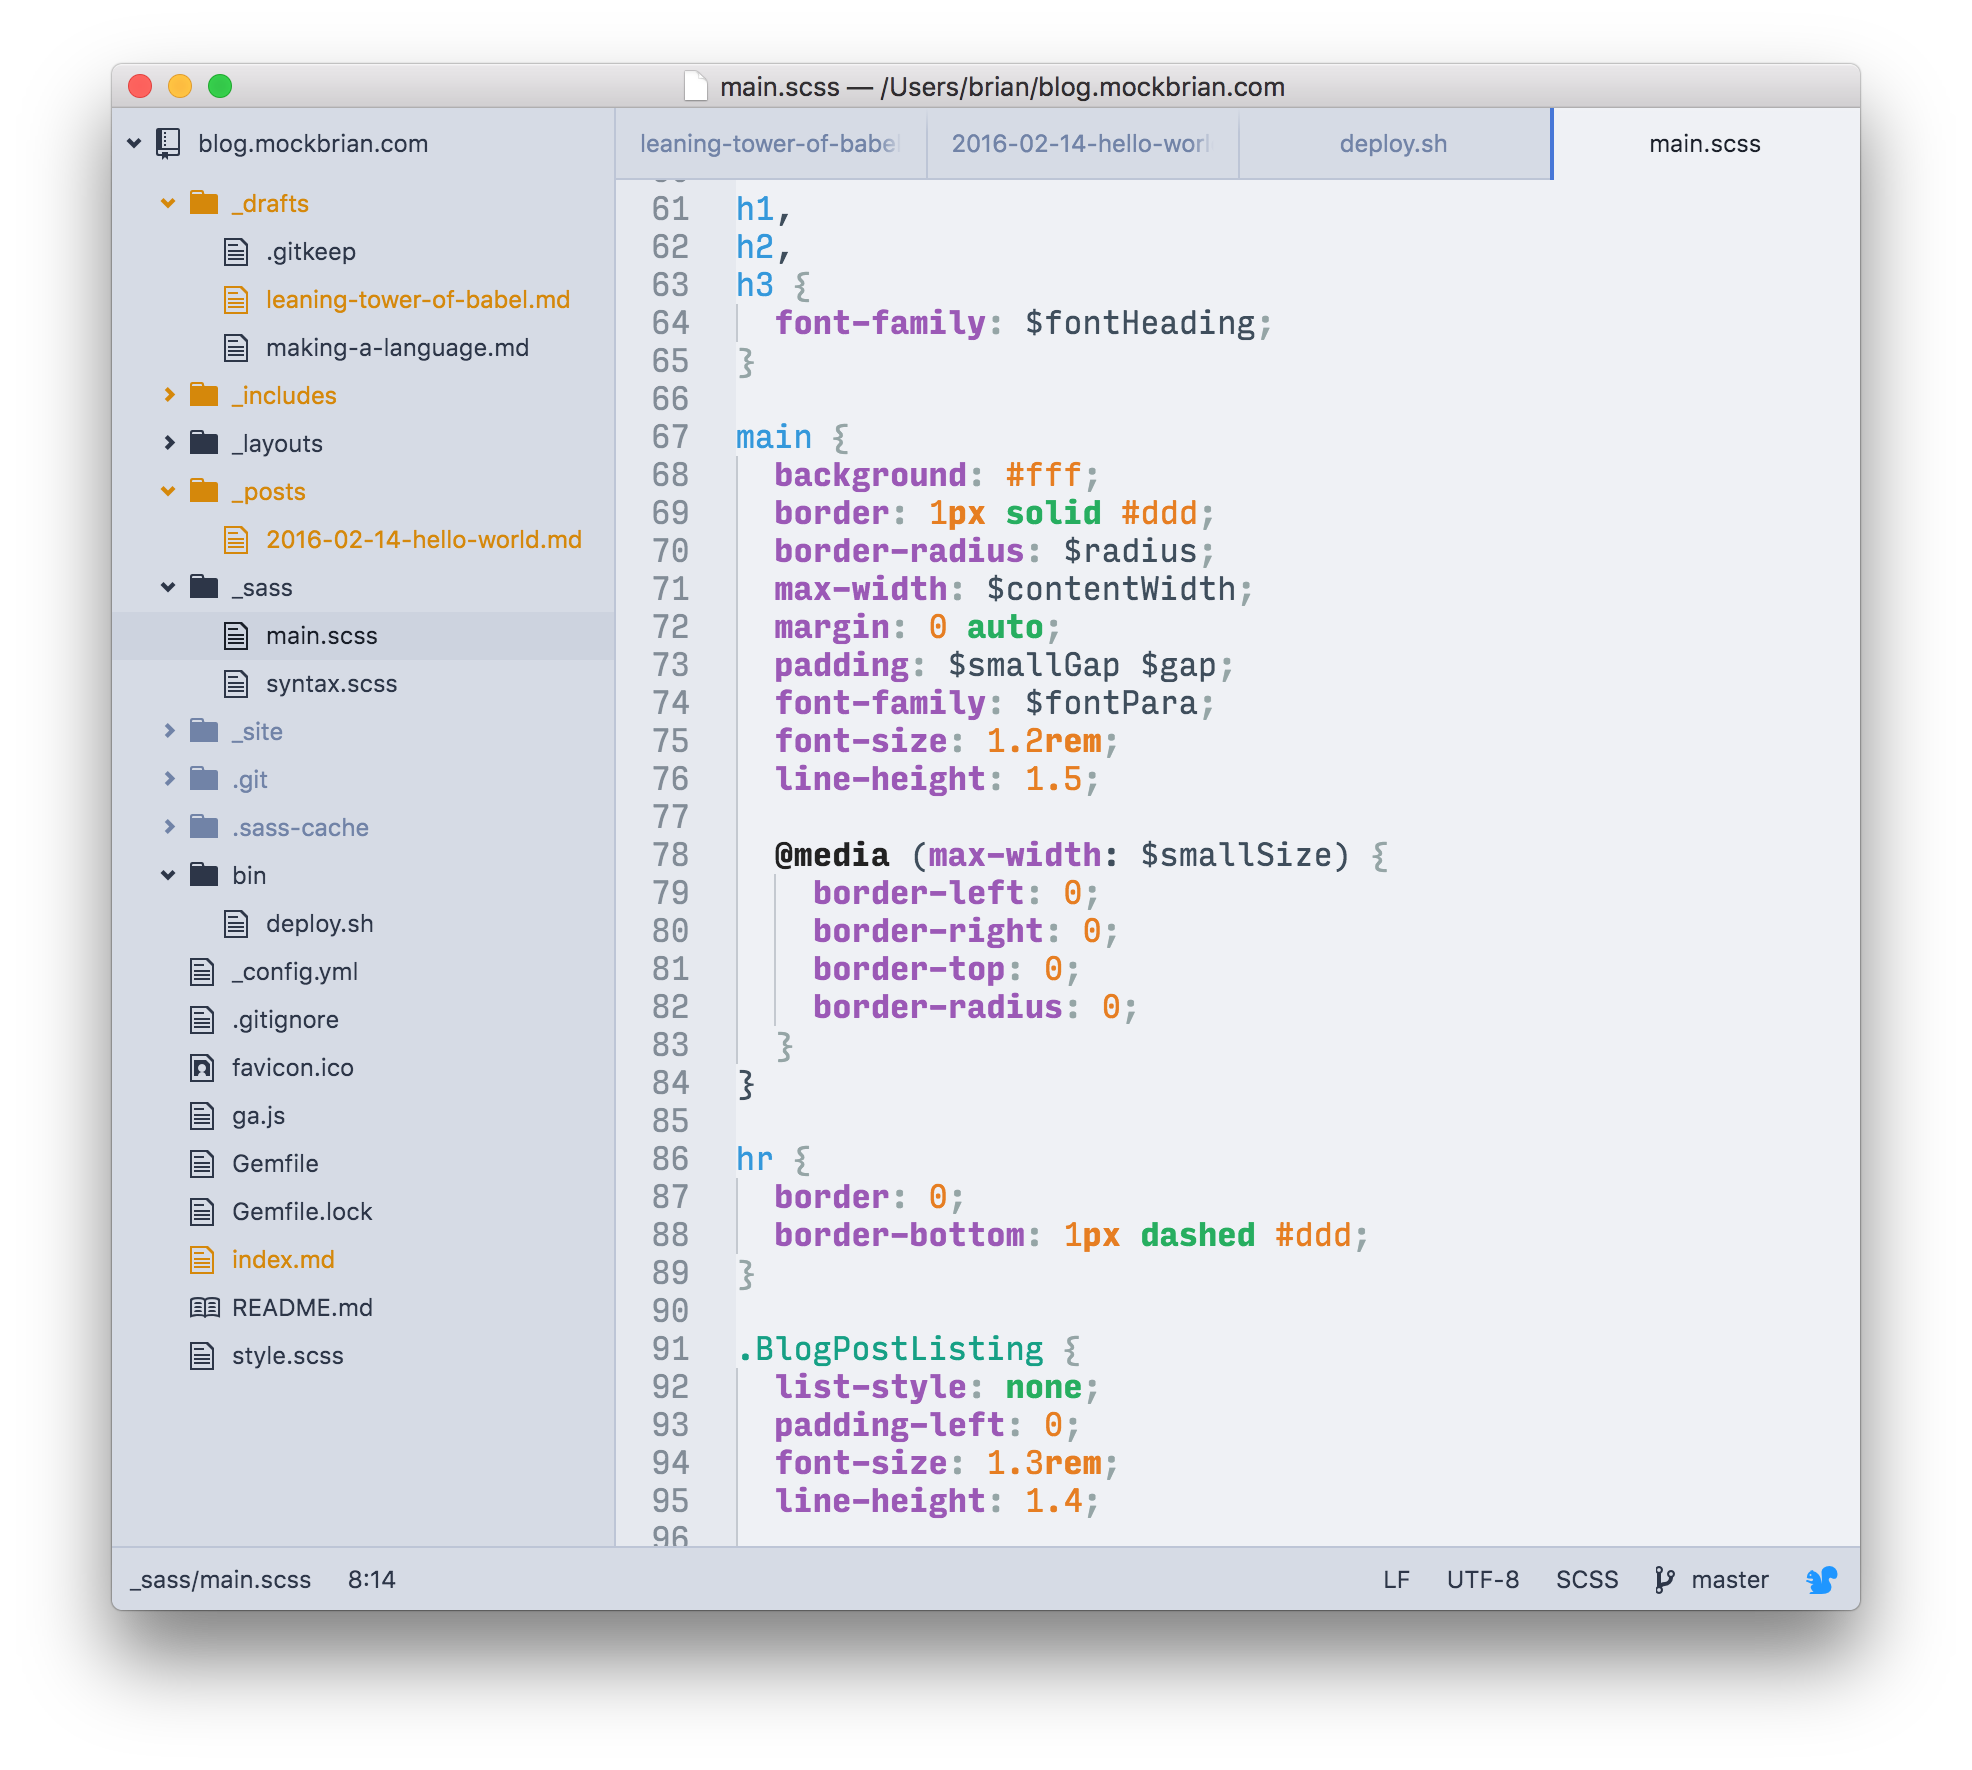 main.scss — /Users/brian/blog.mockbrian.com
blog.mockbrian.com
_drafts
.gitkeep
leaning-tower-of-babel.md
making-a-language.md
_includes
_layouts
_posts
2016-02-14-hello-world.md
_sass
main.scss
syntax.scss
_site
.git
.sass-cache
bin
deploy.sh
_config.yml
.gitignore
favicon.ico
ga.js
Gemfile
Gemfile.lock
index.md
README.md
style.scss
leaning-tower-of-babe
2016-02-14-hello-worl
deploy.sh
main.scss
61 h1,
62 h2,
63 h3 {
64   font-family: $fontHeading;
65 }
66
67 main {
68   background: #fff;
69   border: 1px solid #ddd;
70   border-radius: $radius;
71   max-width: $contentWidth;
72   margin: 0 auto;
73   padding: $smallGap $gap;
74   font-family: $fontPara;
75   font-size: 1.2rem;
76   line-height: 1.5;
77
78   @media (max-width: $smallSize) {
79     border-left: 0;
80     border-right: 0;
81     border-top: 0;
82     border-radius: 0;
83   }
84 }
85
86 hr {
87   border: 0;
88   border-bottom: 1px dashed #ddd;
89 }
90
91 .BlogPostListing {
92   list-style: none;
93   padding-left: 0;
94   font-size: 1.3rem;
95   line-height: 1.4;
96
_sass/main.scss 8:14 LF UTF-8 SCSS master